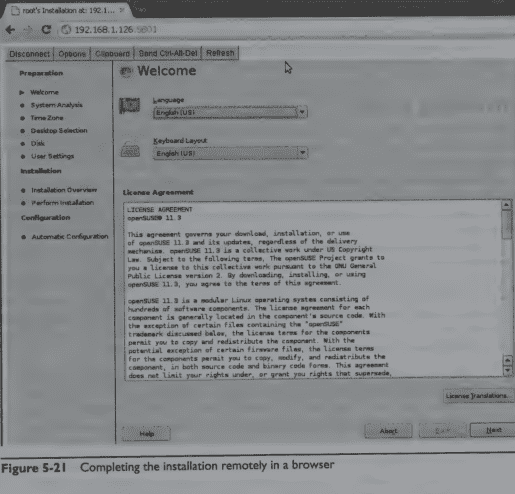 root's Installation at: 192.1...
192.168.1.126:5801
Disconnect Options Clipboard Send Ctrl-Alt-Del Refresh
Preparation
Welcome
System Analysis
Time Zone
Desktop Selection
Disk
User Settings
Installation
Installation Overview
Perform Installation
Configuration
Automatic Configuration
Welcome
Language
English (US)
Keyboard Layout
English (US)
License Agreement
LICENSE AGREEMENT
openSUSE® 11.3
This agreement governs your download, installation, or use
of openSUSE 11.3 and its updates, regardless of the delivery
mechanism. openSUSE 11.3 is a collective work under US Copyright
Law. Subject to the following terms, The openSUSE Project grants to
you a license to this collective work pursuant to the GNU General
Public License version 2. By downloading, installing, or using
openSUSE 11.3, you agree to the terms of this agreement.
openSUSE 11.3 is a modular Linux operating system consisting of
hundreds of software components. The license agreement for each
component is generally located in the component's source code. With
the exception of certain files containing the "openSUSE"
trademark discussed below, the license terms for the components
permit you to copy and redistribute the component. With the
potential exception of certain firmware files, the license terms
for the components permit you to copy, modify, and redistribute the
component, in both source code and binary code forms. This agreement
does not limit your rights under, or grant you rights that supersede,
License Translations...
Help
Abort
Back
Next
Figure 5-21 Completing the installation remotely in a browser